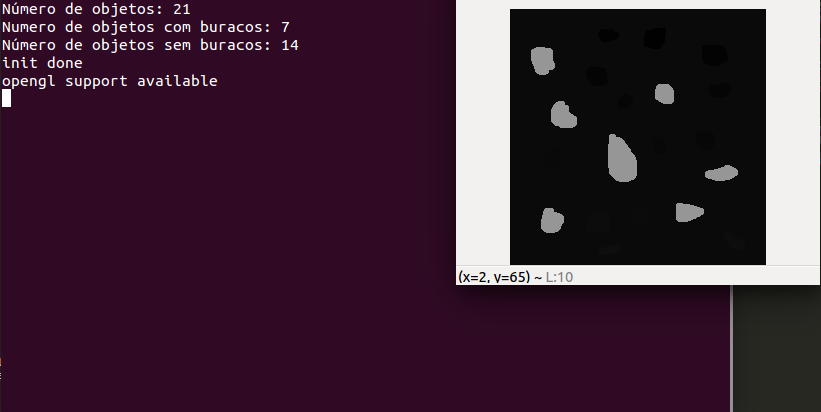 Número de objetos: 21
Numero de objetos com buracos: 7
Número de objetos sem buracos: 14
init done
opengl support available
(x=2, y=65) ~ L:10